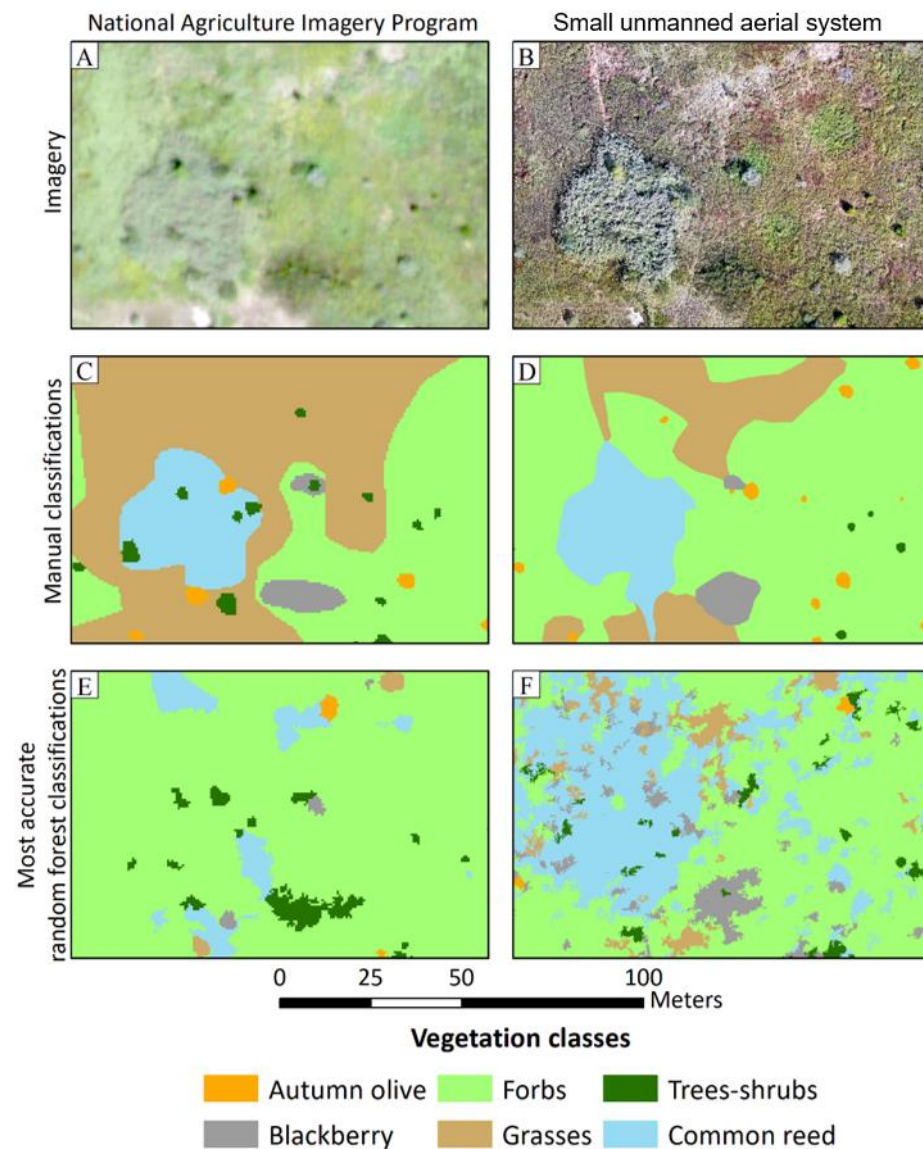 National Agriculture Imagery Program
Small unmanned aerial system
Imagery
A
B
Manual classifications
C
D
Most accurate
random forest classifications
E
F
0 25 50 100
Meters
Vegetation classes
Autumn olive Forbs Trees-shrubs
Blackberry Grasses Common reed